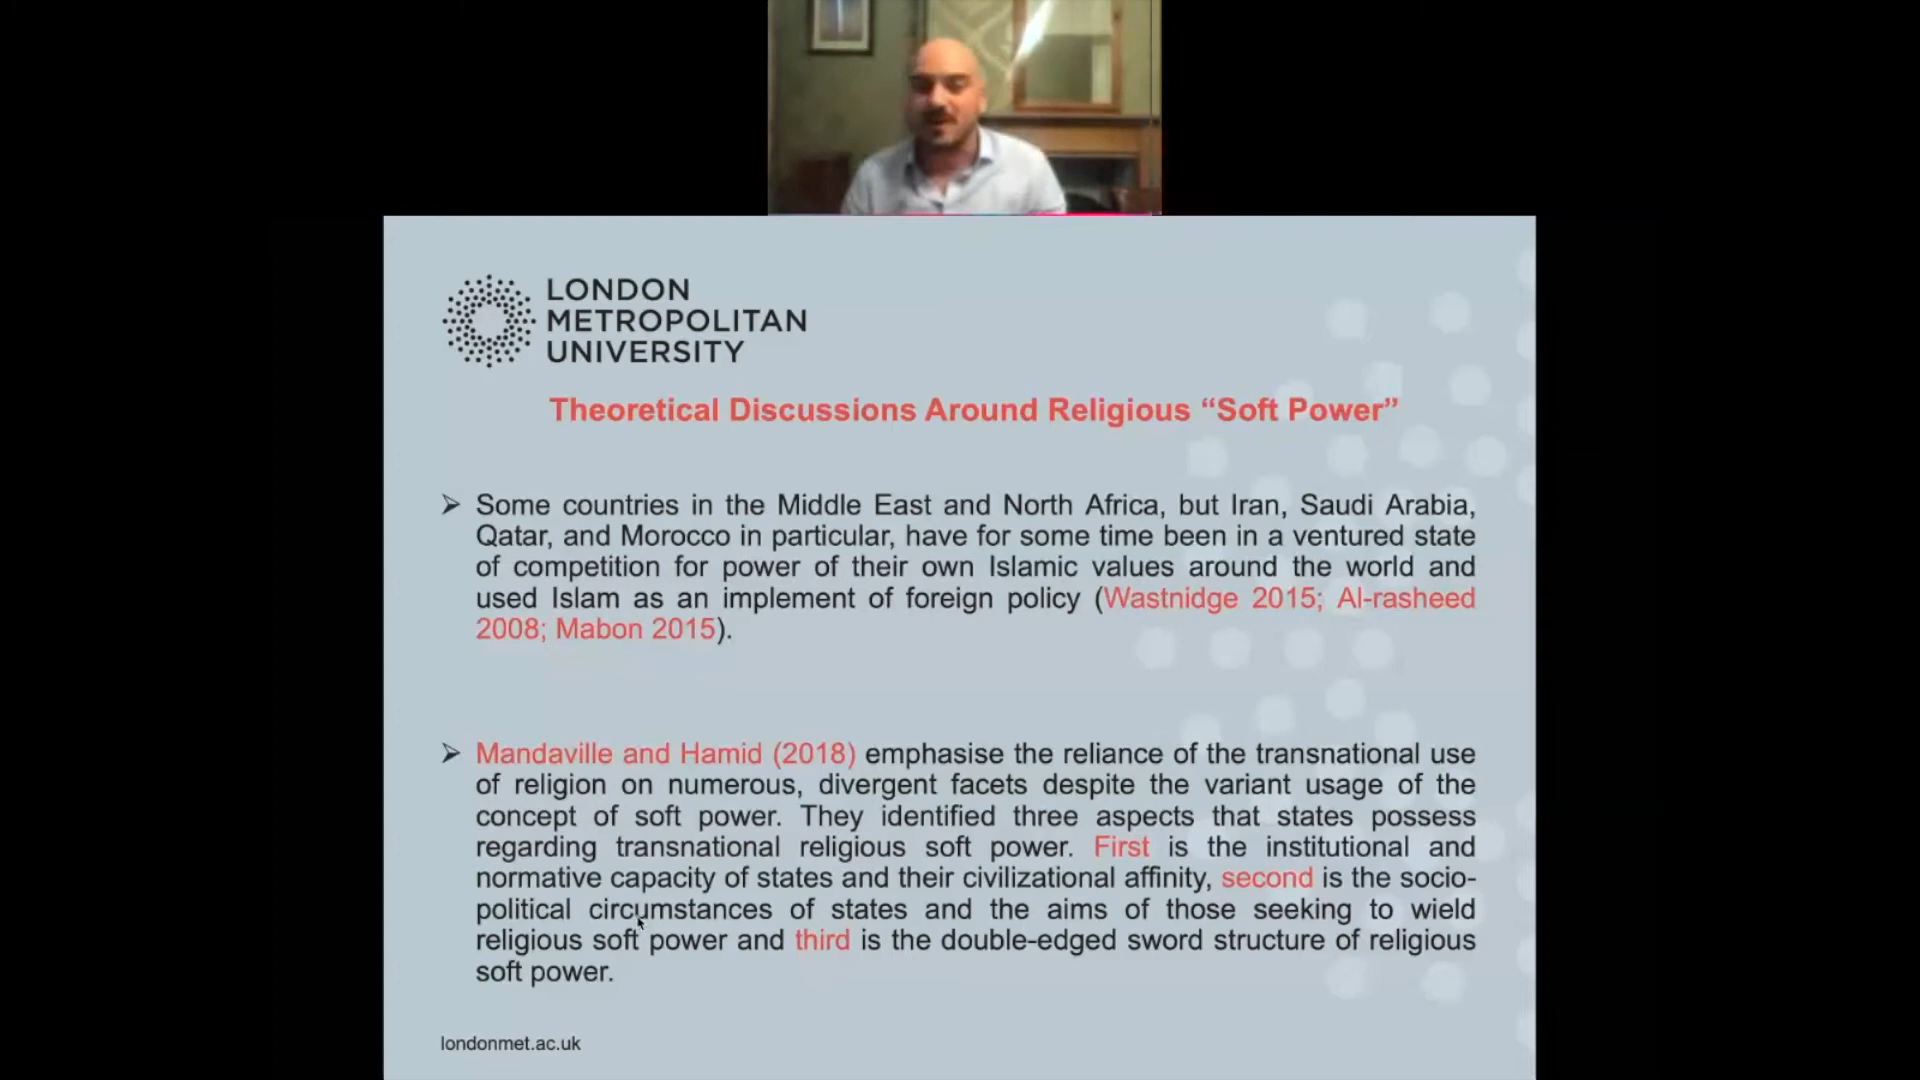 LONDON
METROPOLITAN
UNIVERSITY
Theoretical Discussions Around Religious “Soft Power”
➢ Some countries in the Middle East and North Africa, but Iran, Saudi Arabia,
Qatar, and Morocco in particular, have for some time been in a ventured state
of competition for power of their own Islamic values around the world and
used Islam as an implement of foreign policy (Wastnidge 2015; Al-rasheed
2008; Mabon 2015).
➢ Mandaville and Hamid (2018) emphasise the reliance of the transnational use
of religion on numerous, divergent facets despite the variant usage of the
concept of soft power. They identified three aspects that states possess
regarding transnational religious soft power. First is the institutional and
normative capacity of states and their civilizational affinity, second is the socio-
political circumstances of states and the aims of those seeking to wield
religious soft power and third is the double-edged sword structure of religious
soft power.
londonmet.ac.uk